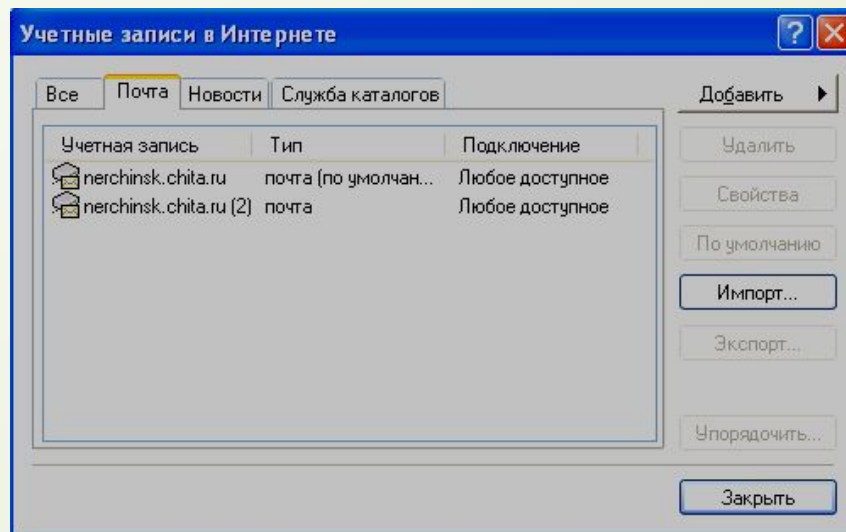 Учетные записи в Интернете
Все Почта Новости Служба каталогов
Добавить
Учетная запись Тип Подключение
Удалить
nerchinsk.chita.ru почта (по умолчан... Любое доступное
Свойства
nerchinsk.chita.ru (2) почта Любое доступное
По умолчанию
Импорт...
Экспорт...
Упорядочить...
Закрыть